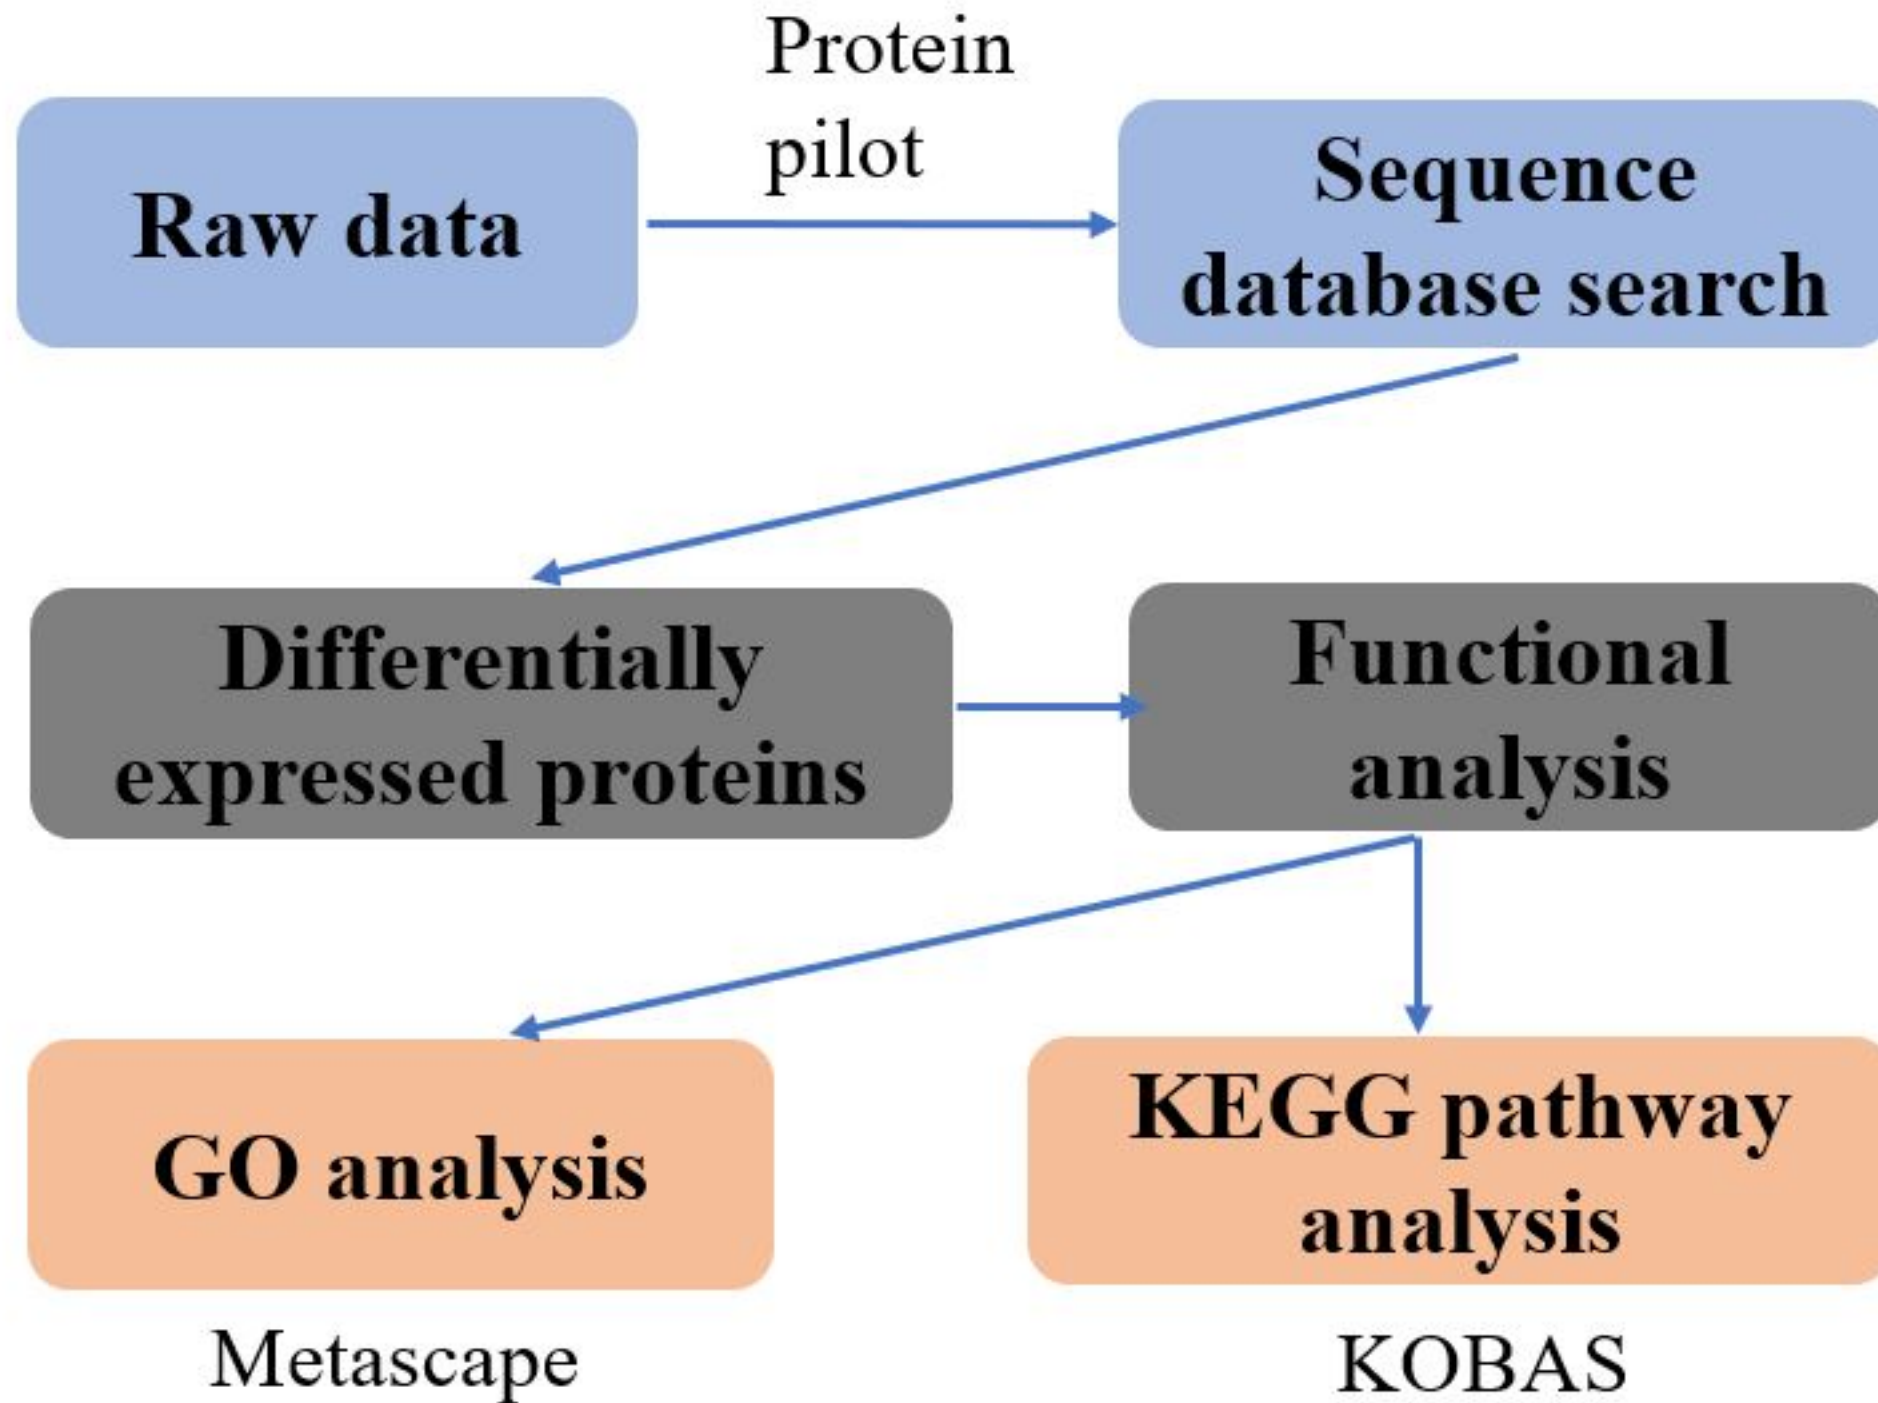 Protein
pilot
Raw data
Sequence
database search
Differentially
expressed proteins
Functional
analysis
GO analysis
KEGG pathway
analysis
Metascape
KOBAS